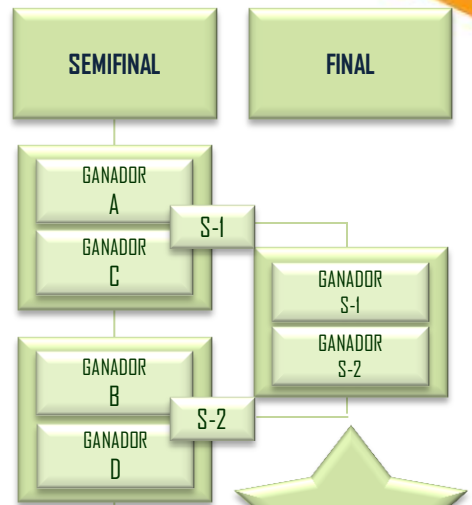 SEMIFINAL
FINAL
GANADOR
A
S-1
GANADOR
C
GANADOR
S-1
GANADOR
S-2
GANADOR
B
S-2
GANADOR
D